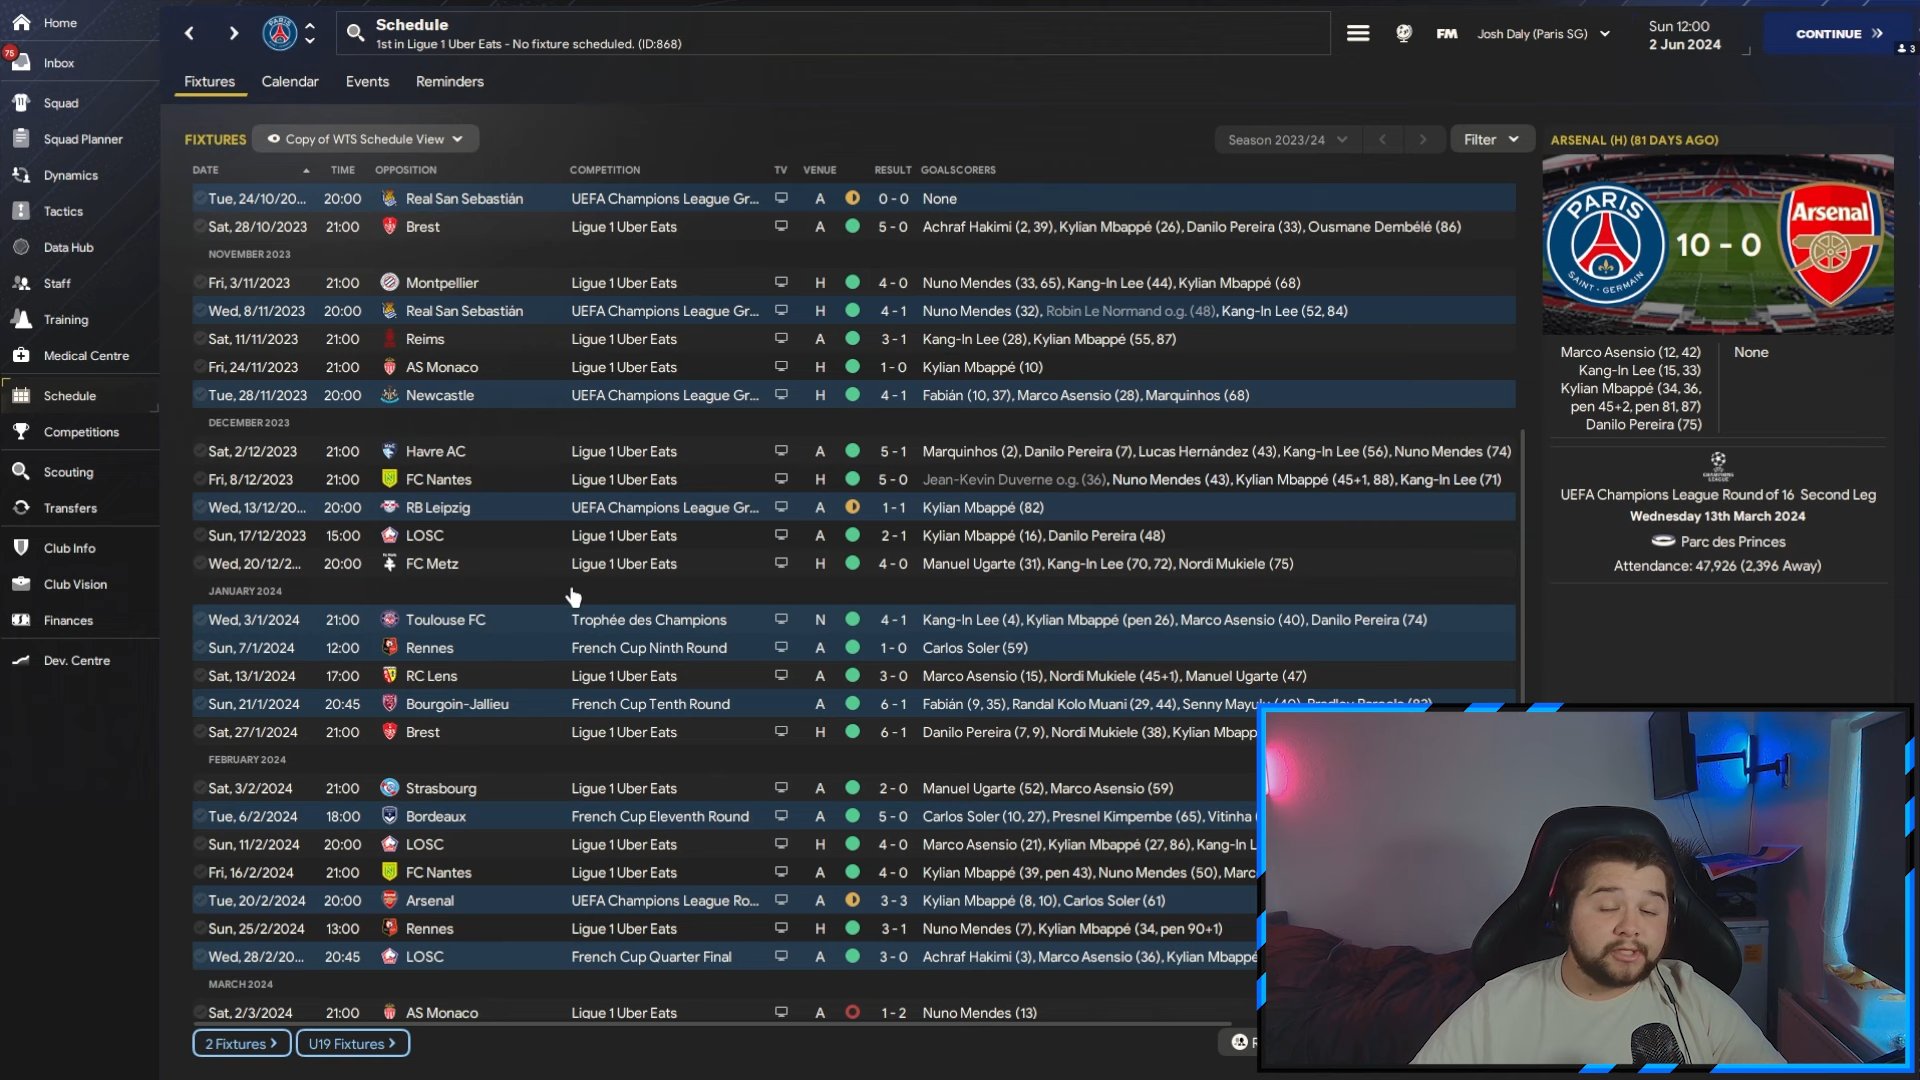 Home
75
Inbox
Squad
Squad Planner
Dynamics
Tactics
Data Hub
Staff
Training
Medical Centre
Schedule
Competitions
Scouting
Transfers
Club Info
Club Vision
Finances
Dev. Centre
PARIS
Schedule
1st in Ligue 1 Uber Eats - No fixture scheduled. (ID:868)
FM
Josh Daly (Paris SG)
Sun 12:00
2 Jun 2024
CONTINUE
3
Fixtures Calendar Events Reminders
FIXTURES Copy of WTS Schedule View Season 2023/24 Filter
DATE TIME OPPOSITION COMPETITION TV VENUE RESULT GOALSCORERS
Tue, 24/10/20... 20:00 Real San Sebastián UEFA Champions League Gr... A 0 - 0 None
Sat, 28/10/2023 21:00 Brest Ligue 1 Uber Eats A 5 - 0 Achraf Hakimi (2, 39), Kylian Mbappé (26), Danilo Pereira (33), Ousmane Dembélé (86)
NOVEMBER 2023
Fri, 3/11/2023 21:00 Montpellier Ligue 1 Uber Eats H 4 - 0 Nuno Mendes (33, 65), Kang-In Lee (44), Kylian Mbappé (68)
Wed, 8/11/2023 20:00 Real San Sebastián UEFA Champions League Gr... H 4 - 1 Nuno Mendes (32), Robin Le Normand o.g. (48), Kang-In Lee (52, 84)
Sat, 11/11/2023 21:00 Reims Ligue 1 Uber Eats A 3 - 1 Kang-In Lee (28), Kylian Mbappé (55, 87)
Fri, 24/11/2023 21:00 AS Monaco Ligue 1 Uber Eats H 1 - 0 Kylian Mbappé (10)
Tue, 28/11/2023 20:00 Newcastle UEFA Champions League Gr... H 4 - 1 Fabián (10, 37), Marco Asensio (28), Marquinhos (68)
DECEMBER 2023
Sat, 2/12/2023 21:00 Havre AC Ligue 1 Uber Eats A 5 - 1 Marquinhos (2), Danilo Pereira (7), Lucas Hernández (43), Kang-In Lee (56), Nuno Mendes (74)
Fri, 8/12/2023 21:00 FC Nantes Ligue 1 Uber Eats H 5 - 0 Jean-Kevin Duverne o.g. (36), Nuno Mendes (43), Kylian Mbappé (45+1, 88), Kang-In Lee (71)
Wed, 13/12/20... 20:00 RB Leipzig UEFA Champions League Gr... A 1 - 1 Kylian Mbappé (82)
Sun, 17/12/2023 15:00 LOSC Ligue 1 Uber Eats A 2 - 1 Kylian Mbappé (16), Danilo Pereira (48)
Wed, 20/12/2... 20:00 FC Metz Ligue 1 Uber Eats H 4 - 0 Manuel Ugarte (31), Kang-In Lee (70, 72), Nordi Mukiele (75)
JANUARY 2024
Wed, 3/1/2024 21:00 Toulouse FC Trophée des Champions N 4 - 1 Kang-In Lee (4), Kylian Mbappé (pen 26), Marco Asensio (40), Danilo Pereira (74)
Sun, 7/1/2024 12:00 Rennes French Cup Ninth Round A 1 - 0 Carlos Soler (59)
Sat, 13/1/2024 17:00 RC Lens Ligue 1 Uber Eats A 3 - 0 Marco Asensio (15), Nordi Mukiele (45+1), Manuel Ugarte (47)
Sun, 21/1/2024 20:45 Bourgoin-Jallieu French Cup Tenth Round A 6 - 1 Fabián (9, 35), Randal Kolo Muani (29, 44), Senny
Sat, 27/1/2024 21:00 Brest Ligue 1 Uber Eats H 6 - 1 Danilo Pereira (7, 9), Nordi Mukiele (38), Kylian Mbapp
FEBRUARY 2024
Sat, 3/2/2024 21:00 Strasbourg Ligue 1 Uber Eats A 2 - 0 Manuel Ugarte (52), Marco Asensio (59)
Tue, 6/2/2024 18:00 Bordeaux French Cup Eleventh Round A 5 - 0 Carlos Soler (10, 27), Presnel Kimpembe (65), Vitinha (
Sun, 11/2/2024 20:00 LOSC Ligue 1 Uber Eats H 4 - 0 Marco Asensio (21), Kylian Mbappé (27, 86), Kang-In L
Fri, 16/2/2024 21:00 FC Nantes Ligue 1 Uber Eats A 4 - 0 Kylian Mbappé (39, pen 43), Nuno Mendes (50), Marc
Tue, 20/2/2024 20:00 Arsenal UEFA Champions League Ro... A 3 - 3 Kylian Mbappé (8, 10), Carlos Soler (61)
Sun, 25/2/2024 13:00 Rennes Ligue 1 Uber Eats H 3 - 1 Nuno Mendes (7), Kylian Mbappé (34, pen 90+1)
Wed, 28/2/20... 20:45 LOSC French Cup Quarter Final A 3 - 0 Achraf Hakimi (3), Marco Asensio (36), Kylian Mbappé
MARCH 2024
Sat, 2/3/2024 21:00 AS Monaco Ligue 1 Uber Eats A 1 - 2 Nuno Mendes (13)
2 Fixtures U19 Fixtures
ARSENAL (H) (81 DAYS AGO)
PARIS
SAINT-GERMAIN
10 - 0
Arsenal
Marco Asensio (12, 42) None
Kang-In Lee (15, 33)
Kylian Mbappé (34, 36,
pen 45+2, pen 81, 87)
Danilo Pereira (75)
CHAMPIONS
LEAGUE
UEFA Champions League Round of 16 Second Leg
Wednesday 13th March 2024
Parc des Princes
Attendance: 47,926 (2,396 Away)